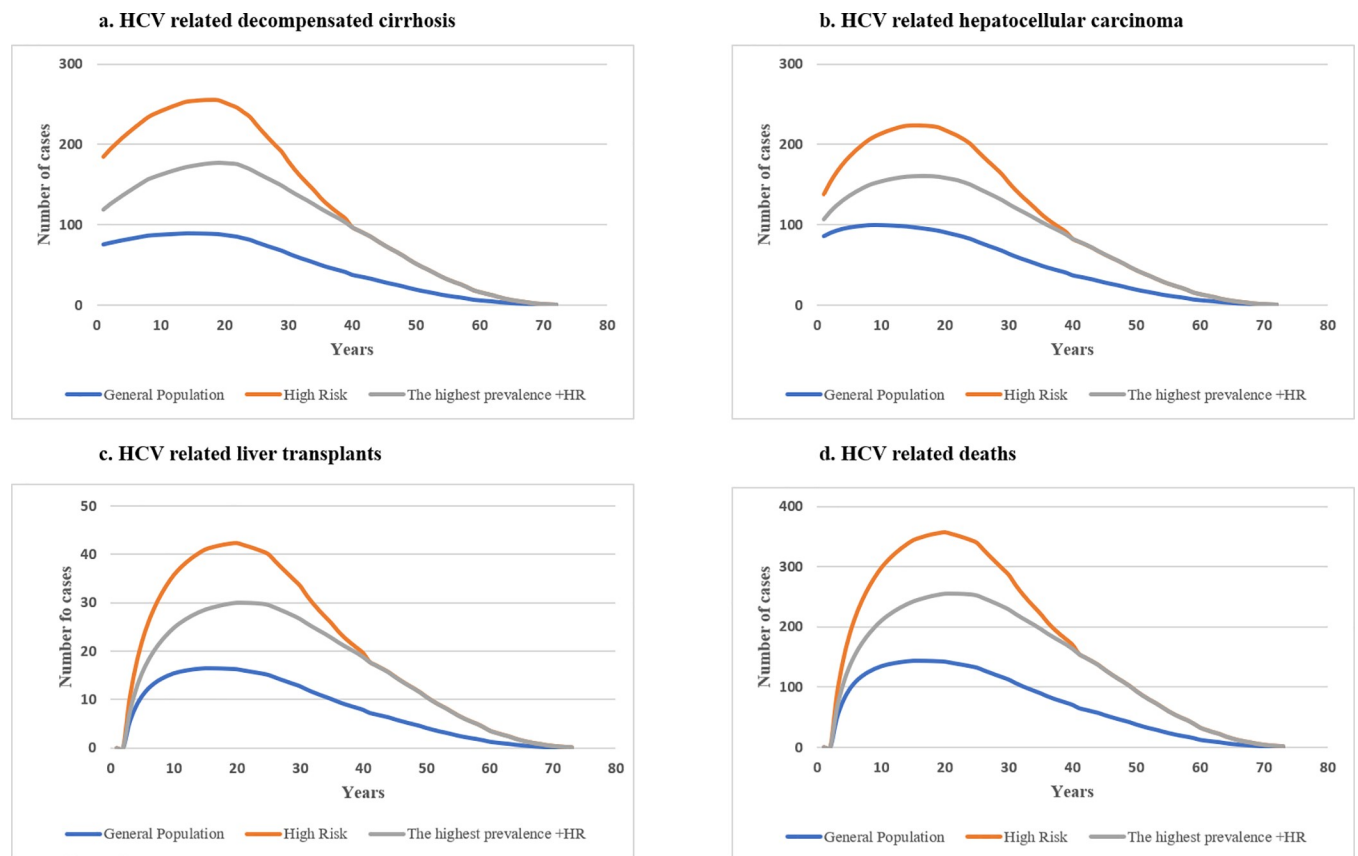 a. HCV related decompensated cirrhosis
300
200
100
0
Number of cases
0 10 20 30 40 50 60 70 80
Years
General Population High Risk The highest prevalence +HR
b. HCV related hepatocellular carcinoma
300
200
100
0
Number of cases
0 10 20 30 40 50 60 70 80
Years
General Population High Risk The highest prevalence +HR
c. HCV related liver transplants
50
40
30
20
10
0
Number fo cases
0 10 20 30 40 50 60 70 80
Years
General Population High Risk The highest prevalence +HR
d. HCV related deaths
400
300
200
100
0
Number of cases
0 10 20 30 40 50 60 70 80
Years
General Population High Risk The highest prevalence +HR